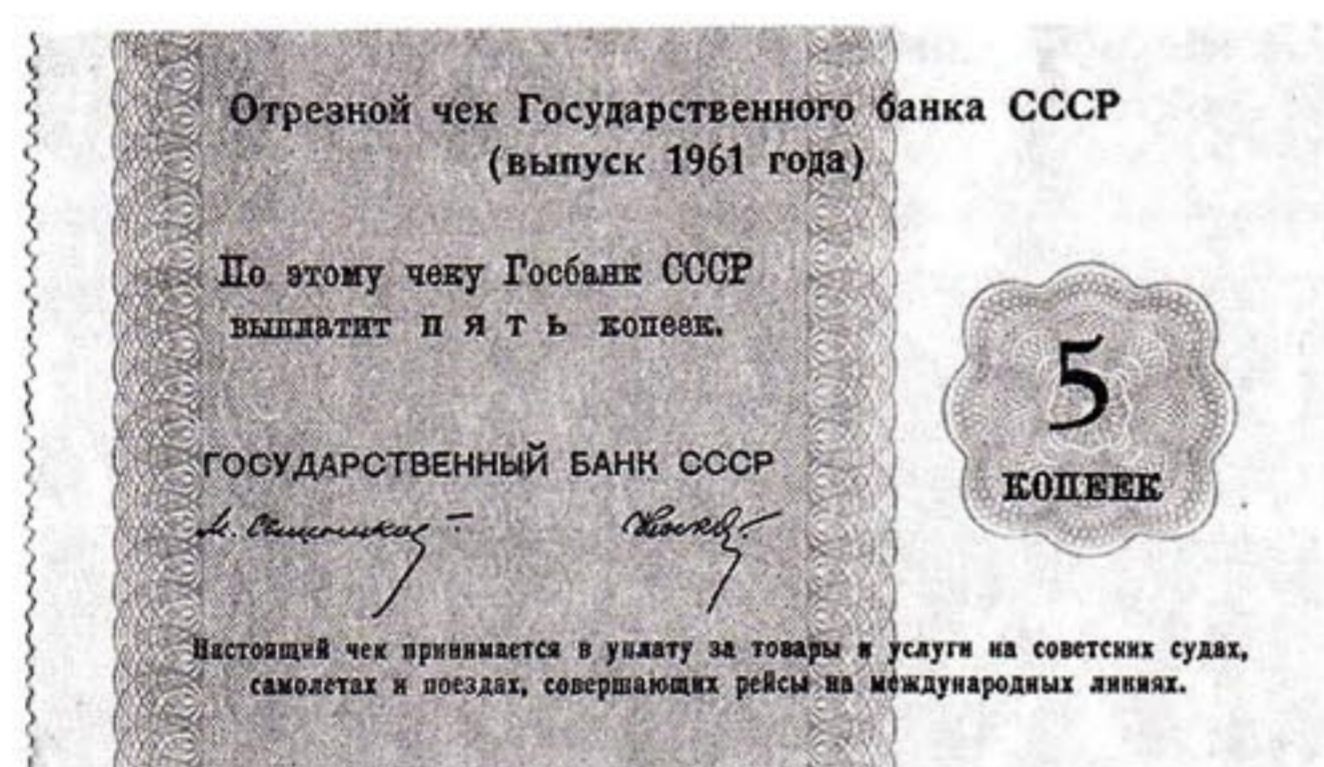 Отрезной чек Государственного банка СССР
(выпуск 1961 года)
По этому чеку Госбанк СССР
выплатит п я т ь копеек.
5
КОПЕЕК
ГОСУДАРСТВЕННЫЙ БАНК СССР
Настоящий чек принимается в уплату за товары и услуги на советских судах,
самолетах и поездах, совершающих рейсы на международных линиях.